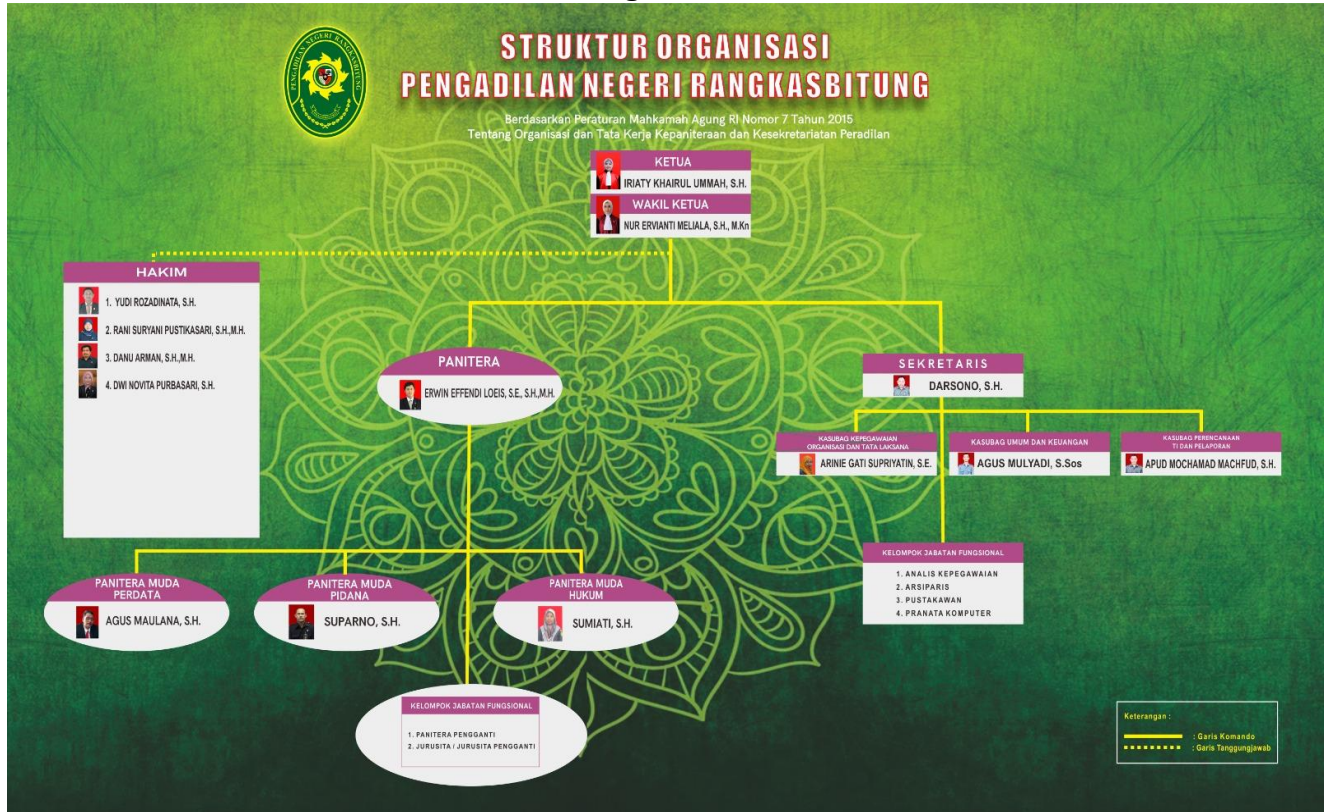 PENGADILAN NEGERI RANGKASBITUNG
STRUKTUR ORGANISASI
PENGADILAN NEGERI RANGKASBITUNG
Berdasarkan Peraturan Mahkamah Agung RI Nomor 7 Tahun 2015
Tentang Organisasi dan Tata Kerja Kepaniteraan dan Kesekretariatan Peradilan
KETUA
IRIATY KHAIRUL UMMAH, S.H.
WAKIL KETUA
NUR ERVIANTI MELIALA, S.H., M.Kn
HAKIM
1. YUDI ROZADINATA, S.H.
2. RANI SURYANI PUSTIKASARI, S.H.,M.H.
3. DANU ARMAN, S.H.,M.H.
4. DWI NOVITA PURBASARI, S.H.
PANITERA
ERWIN EFFENDI LOEIS, S.E., S.H.,M.H.
SEKRETARIS
DARSONO, S.H.
KASUBAG KEPEGAWAIAN
ORGANISASI DAN TATA LAKSANA
ARINIE GATI SUPRIYATIN, S.E.
KASUBAG UMUM DAN KEUANGAN
AGUS MULYADI, S.Sos
KASUBAG PERENCANAAN
TI DAN PELAPORAN
APUD MOCHAMAD MACHFUD, S.H.
PANITERA MUDA
PERDATA
AGUS MAULANA, S.H.
PANITERA MUDA
PIDANA
SUPARNO, S.H.
PANITERA MUDA
HUKUM
SUMIATI, S.H.
KELOMPOK JABATAN FUNGSIONAL
1. ANALIS KEPEGAWAIAN
2. ARSIPARIS
3. PUSTAKAWAN
4. PRANATA KOMPUTER
KELOMPOK JABATAN FUNGSIONAL
1. PANITERA PENGGANTI
2. JURUSITA / JURUSITA PENGGANTI
Keterangan :
: Garis Komando
: Garis Tanggungjawab